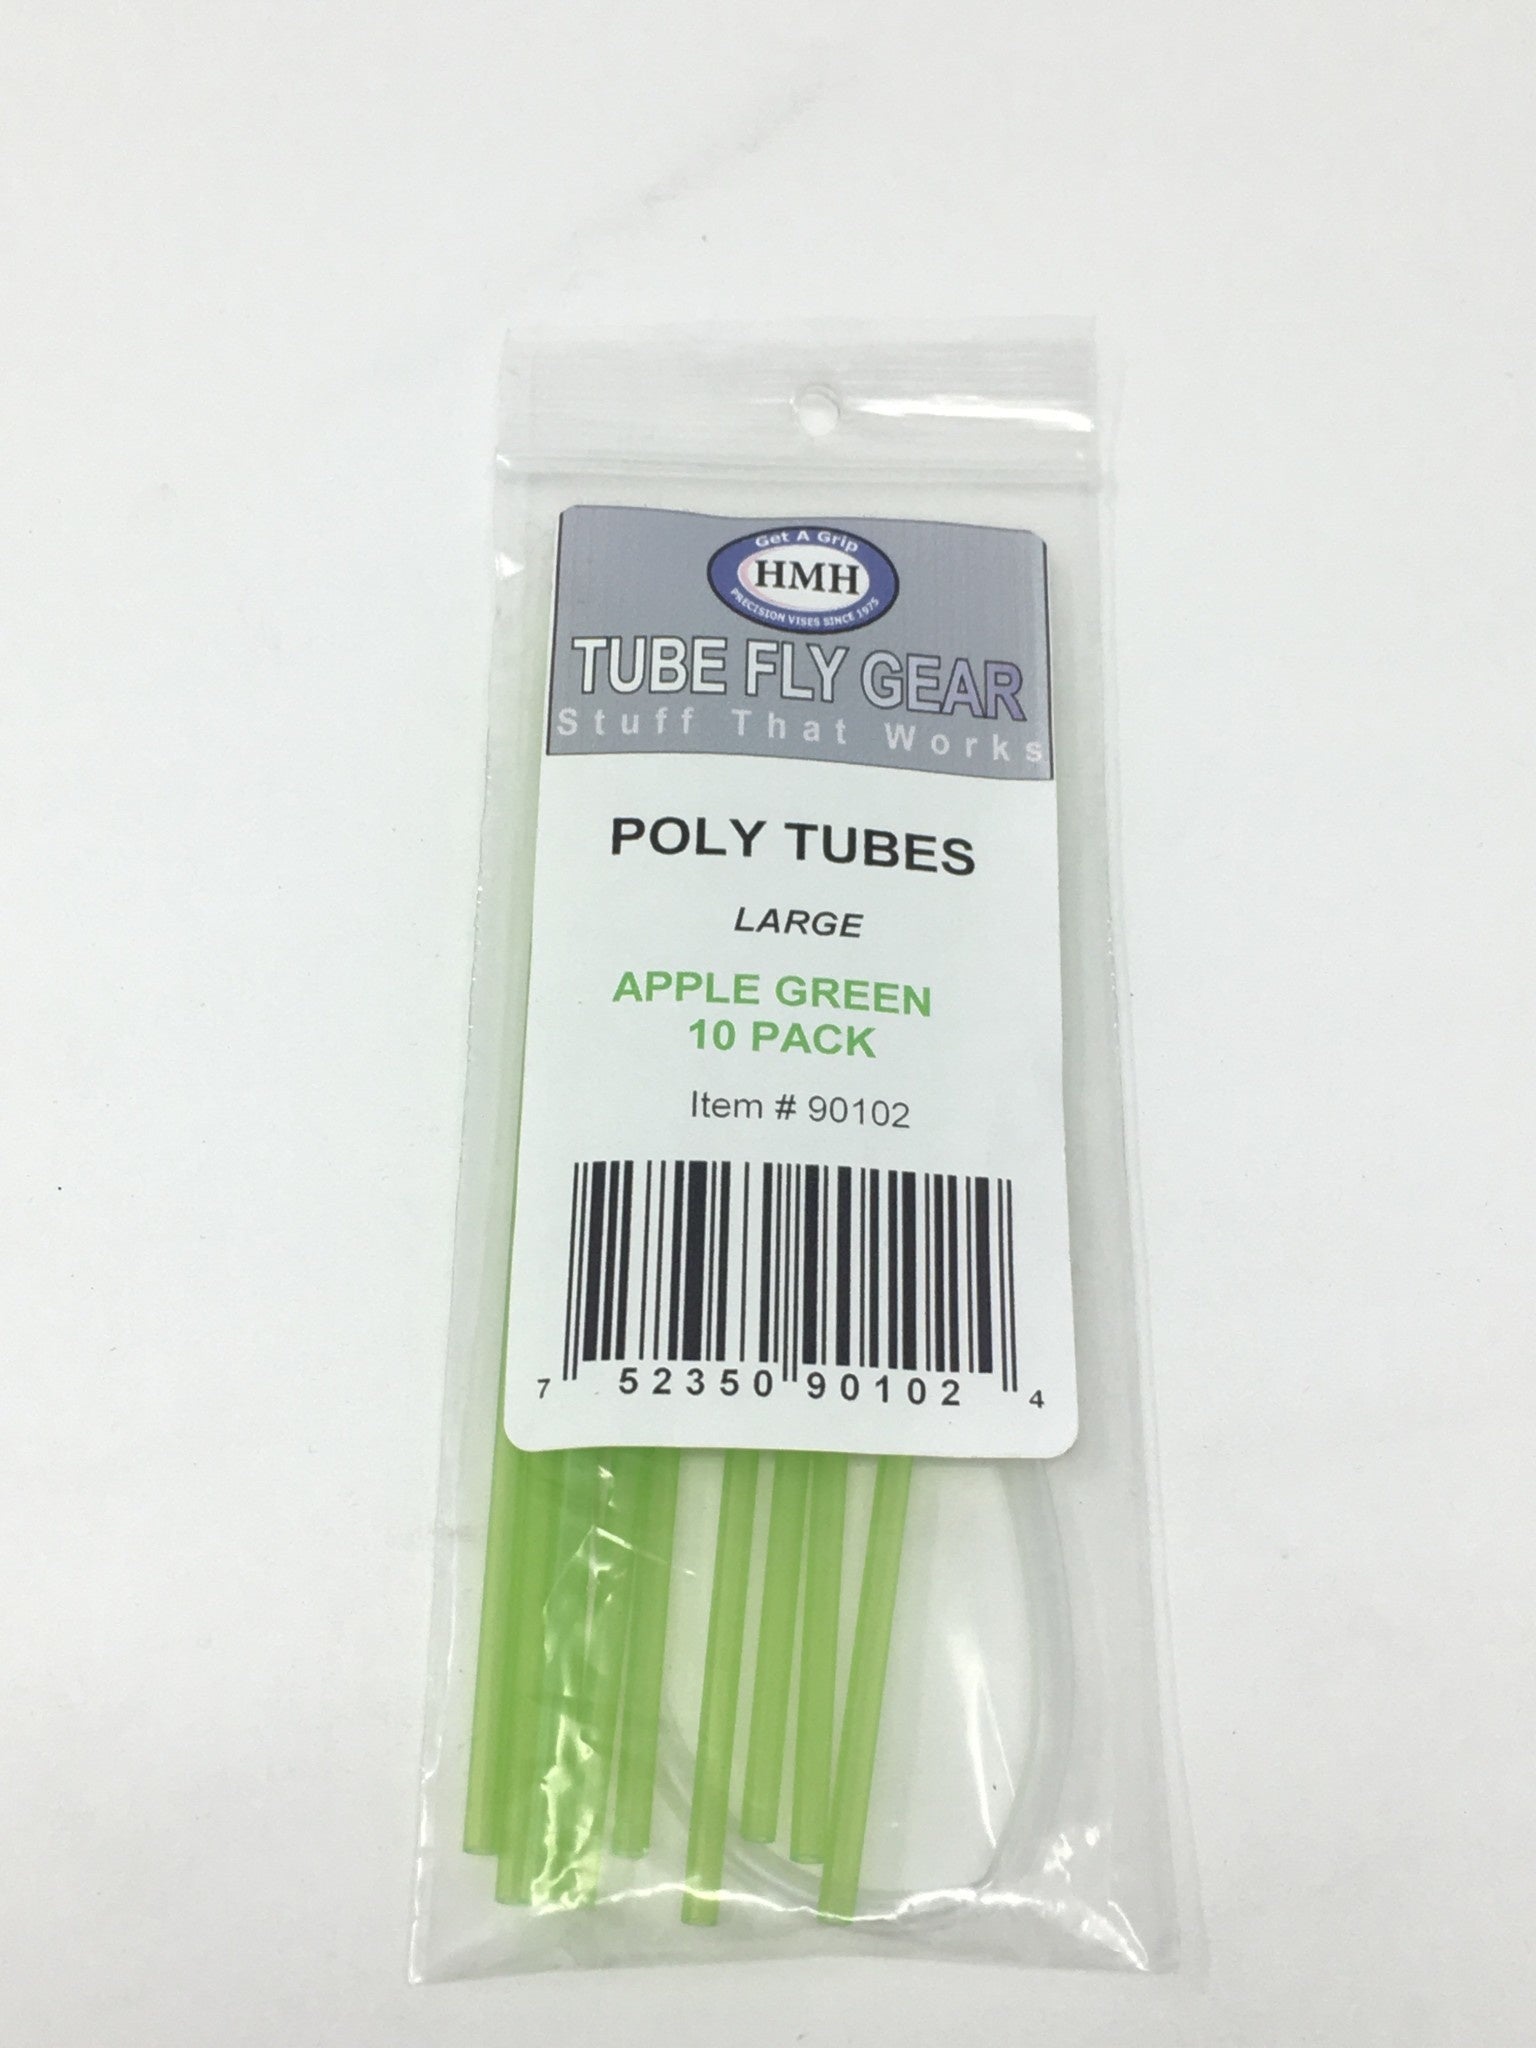 Get A Grip
HMH
PRECISION VISES SINCE 1975
TUBE FLY GEAR
Stuff That Works
POLY TUBES
LARGE
APPLE GREEN
10 PACK
Item # 90102
7 52350 90102 4